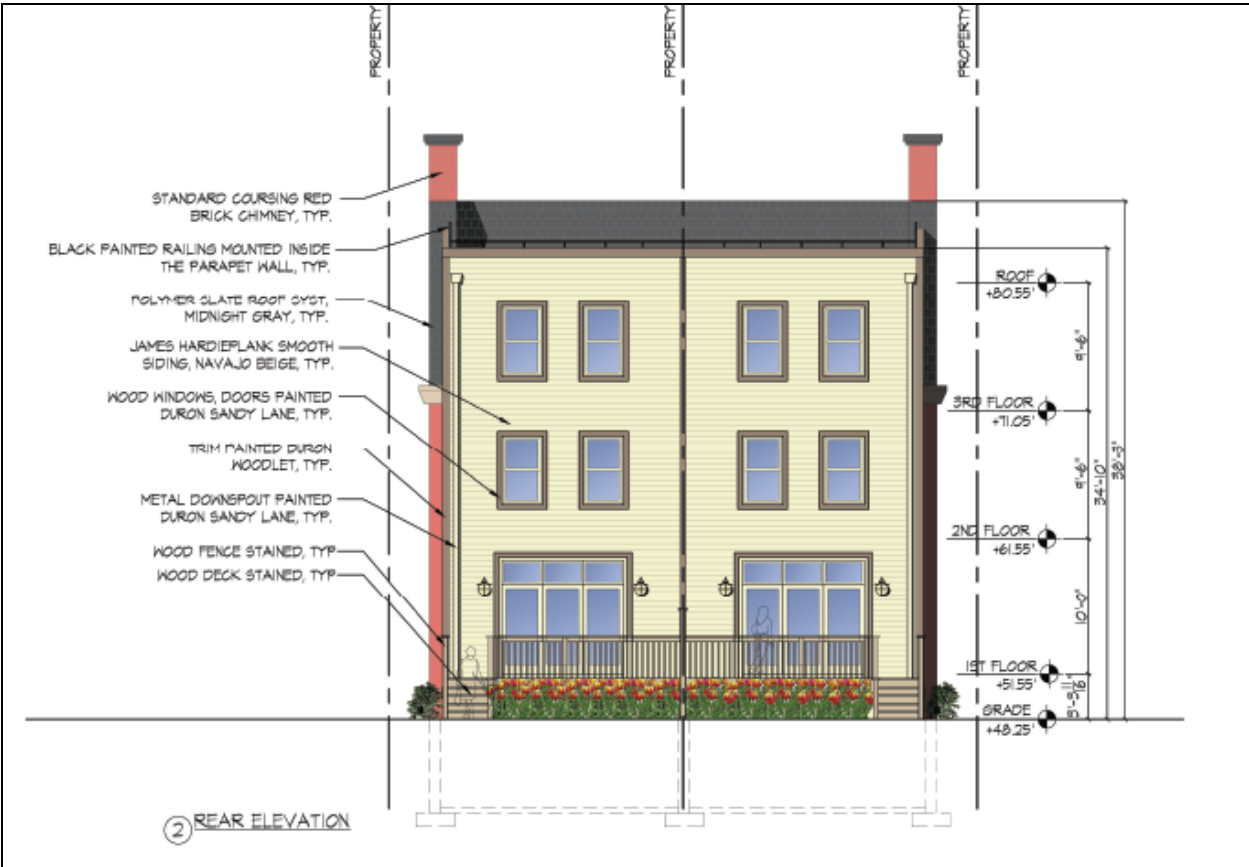 PROPERTY
PROPERTY
PROPERTY
STANDARD COURSING RED
BRICK CHIMNEY, TYP.
BLACK PAINTED RAILING MOUNTED INSIDE
THE PARAPET WALL, TYP.
POLYMER SLATE ROOF SYST,
MIDNIGHT GRAY, TYP.
JAMES HARDIEPLANK SMOOTH
SIDING, NAVAJO BEIGE, TYP.
WOOD WINDOWS, DOORS PAINTED
DURON SANDY LANE, TYP.
TRIM PAINTED DURON
WOODLET, TYP.
METAL DOWNSPOUT PAINTED
DURON SANDY LANE, TYP.
WOOD FENCE STAINED, TYP
WOOD DECK STAINED, TYP
ROOF
+80.55'
9'-6"
3RD FLOOR
+71.05'
9'-6"
34'-10"
38'-3"
2ND FLOOR
+61.55'
10'-0"
1ST FLOOR
+51.55'
3'-3 11/16"
GRADE
+48.25'
2 REAR ELEVATION